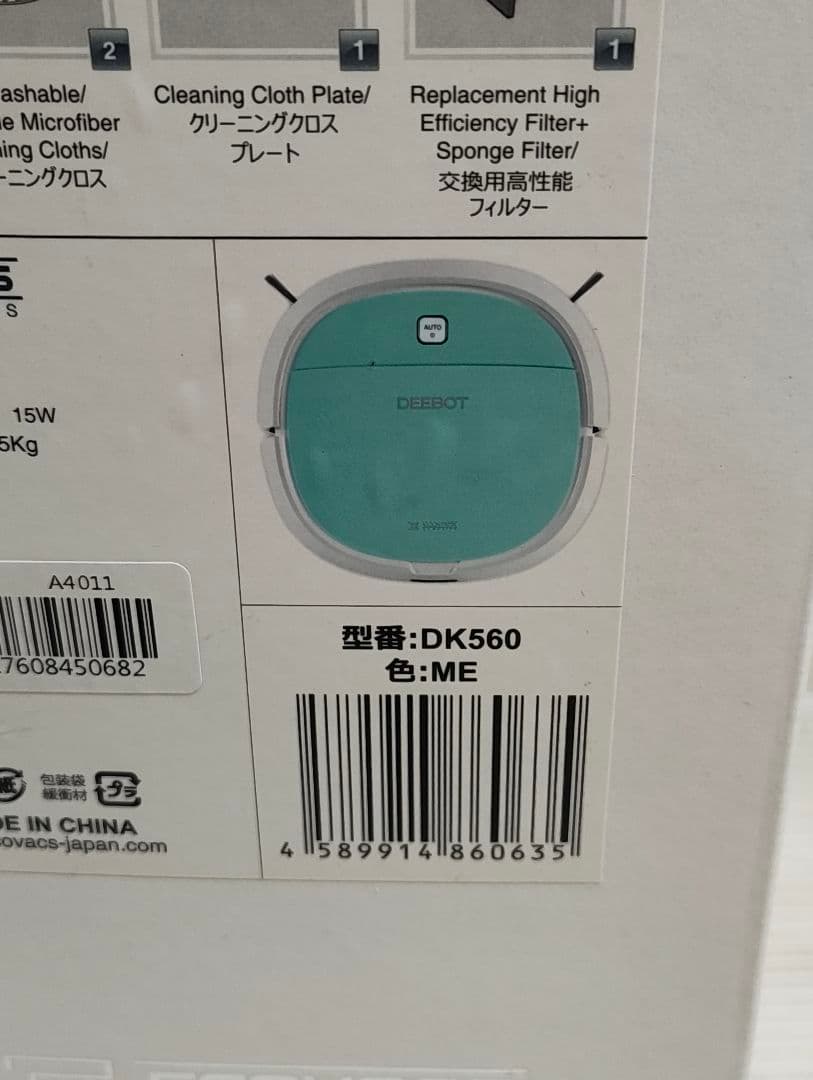 2
1
1
ashable/
e Microfiber
ing Cloths/
ーニングクロス
Cleaning Cloth Plate/
クリーニングクロス
プレート
Replacement High
Efficiency Filter+
Sponge Filter/
交換用高性能
フィルター
S
15W
5Kg
AUTO
DEEBOT
A4011
7608450682
型番:DK560
色:ME
4 589914 860635
紙
包装袋
緩衝材
プラ
DE IN CHINA
ovacs-japan.com